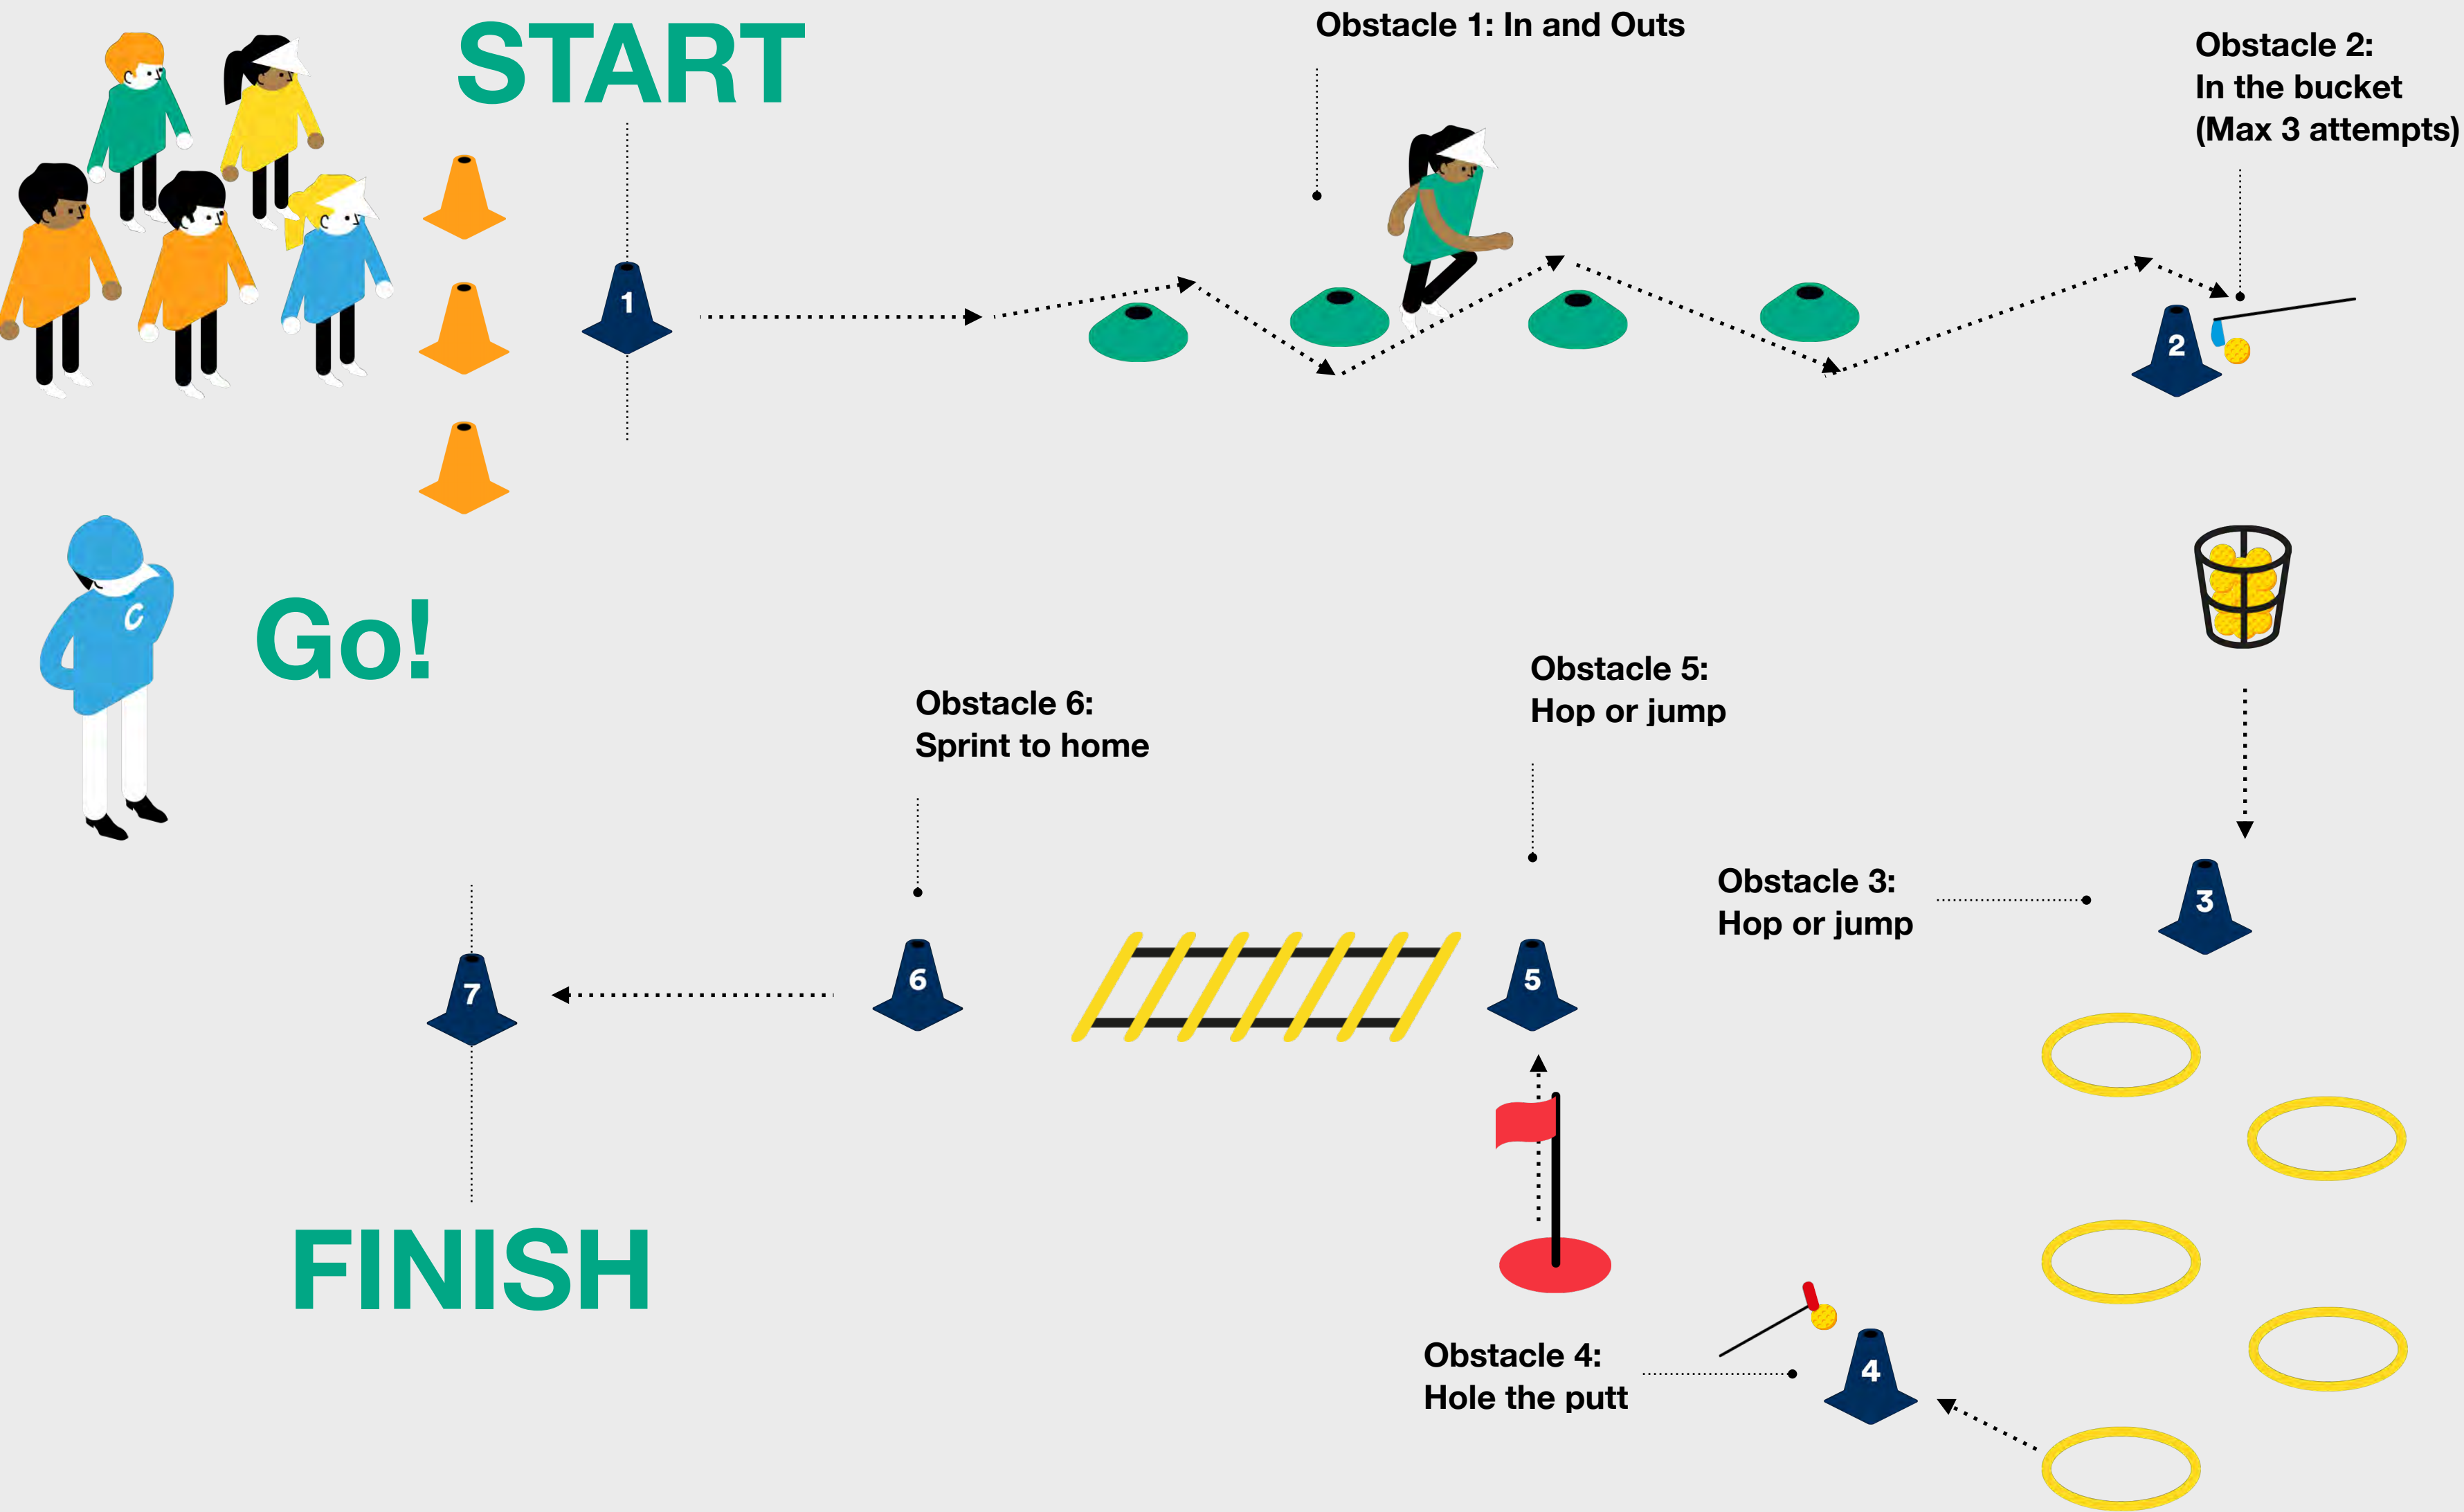 START
Obstacle 1: In and Outs
Obstacle 2:
In the bucket
(Max 3 attempts)
1
2
C
Go!
Obstacle 5:
Hop or jump
Obstacle 6:
Sprint to home
Obstacle 3:
Hop or jump
3
5
6
7
FINISH
Obstacle 4:
Hole the putt
4